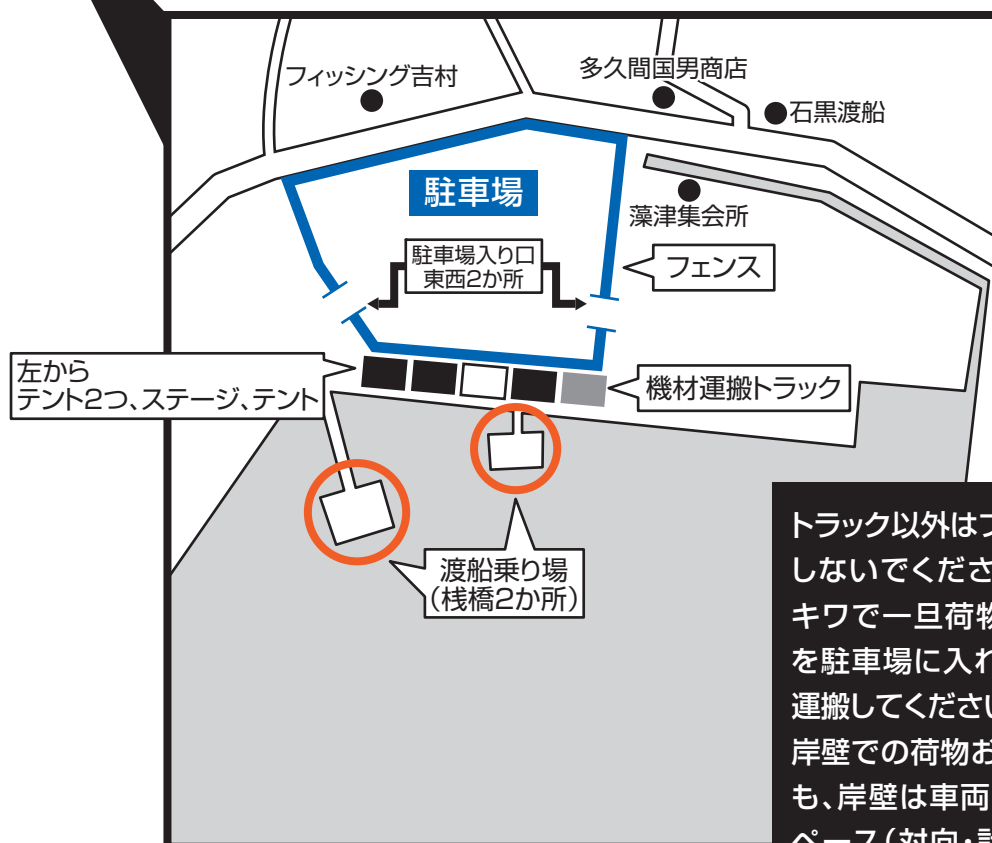 フィッシング吉村
多久間国男商店
石黒渡船
駐車場
藻津集会所
駐車場入り口
東西2か所
フェンス
左から
テント2つ、ステージ、テント
機材運搬トラック
渡船乗り場
(桟橋2か所)
トラック以外は
しないでくださ
キワで一旦荷物
を駐車場に入れ
運搬してください
岸壁での荷物お
も、岸壁は車両
ペース(対向・